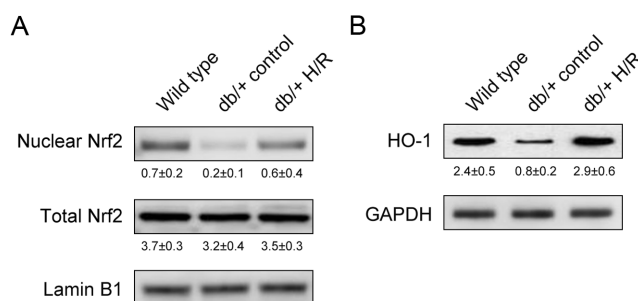 A
Wild type
db/+ control
db/+ H/R
Nuclear Nrf2
0.7±0.2 0.2±0.1 0.6±0.4
Total Nrf2
3.7±0.3 3.2±0.4 3.5±0.3
Lamin B1
B
Wild type
db/+ control
db/+ H/R
HO-1
2.4±0.5 0.8±0.2 2.9±0.6
GAPDH